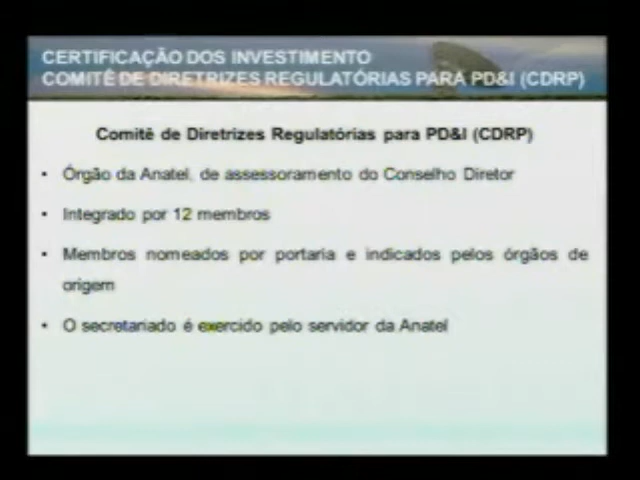 CERTIFICAÇÃO DOS INVESTIMENTO
COMITÊ DE DIRETRIZES REGULATÓRIAS PARA PD&I (CDRP)
Comitê de Diretrizes Regulatórias para PD&I (CDRP)
• Órgão da Anatel, de assessoramento do Conselho Diretor
• Integrado por 12 membros
• Membros nomeados por portaria e indicados pelos órgãos de
origem
• O secretariado é exercido pelo servidor da Anatel